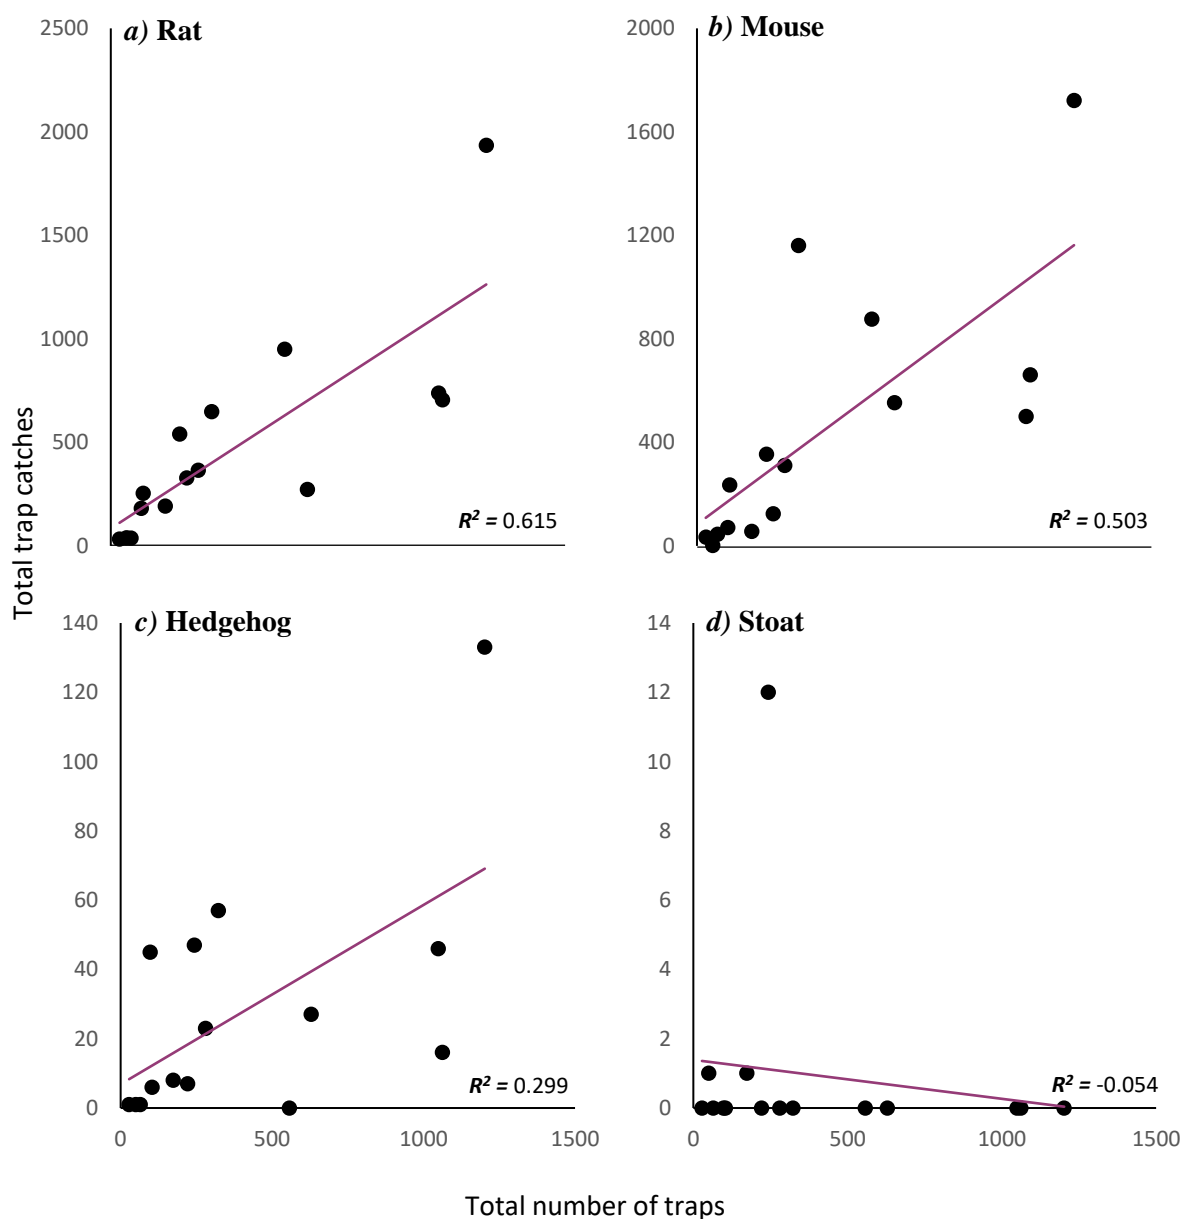 a) Rat
2500
2000
1500
1000
500
0
R² = 0.615
b) Mouse
2000
1600
1200
800
400
0
R² = 0.503
Total trap catches
c) Hedgehog
140
120
100
80
60
40
20
0
R² = 0.299
0 500 1000 1500
d) Stoat
14
12
10
8
6
4
2
0
R² = -0.054
0 500 1000 1500
Total number of traps